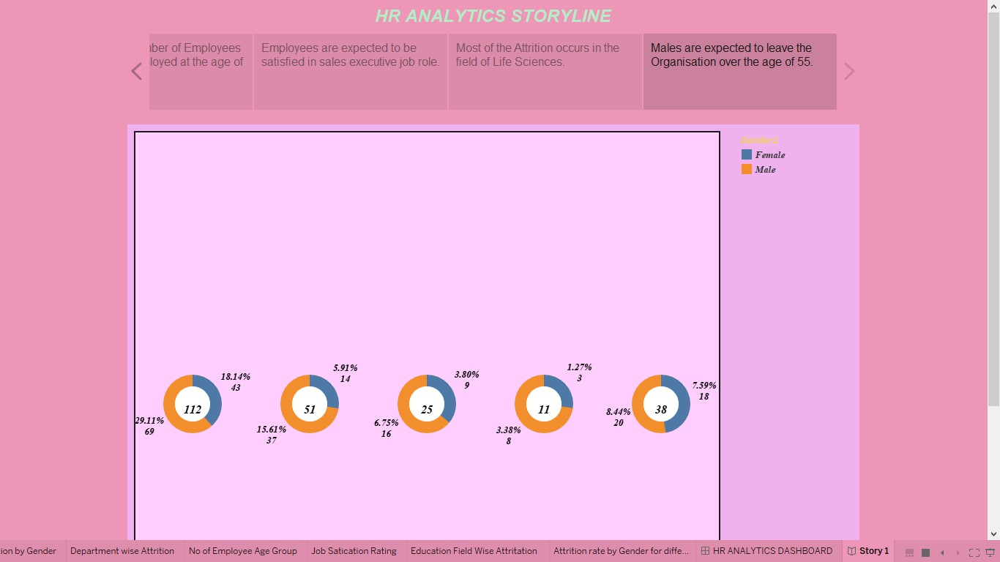 HR ANALYTICS STORYLINE
Employees
at the age of
Employees are expected to be
satisfied in sales executive job role.
Most of the Attrition occurs in the
field of Life Sciences.
Males are expected to leave the
Organisation over the age of 55.
Female
Male
18.14%
43
112
29.11%
69
5.91%
14
51
15.61%
37
3.80%
9
25
6.75%
16
1.27%
3
11
3.38%
8
7.59%
18
38
8.44%
20
ion by Gender
Department wise Attrition
No of Employee Age Group
Job Satication Rating
Education Field Wise Attritation
Attrition rate by Gender for diffe...
HR ANALYTICS DASHBOARD
Story 1